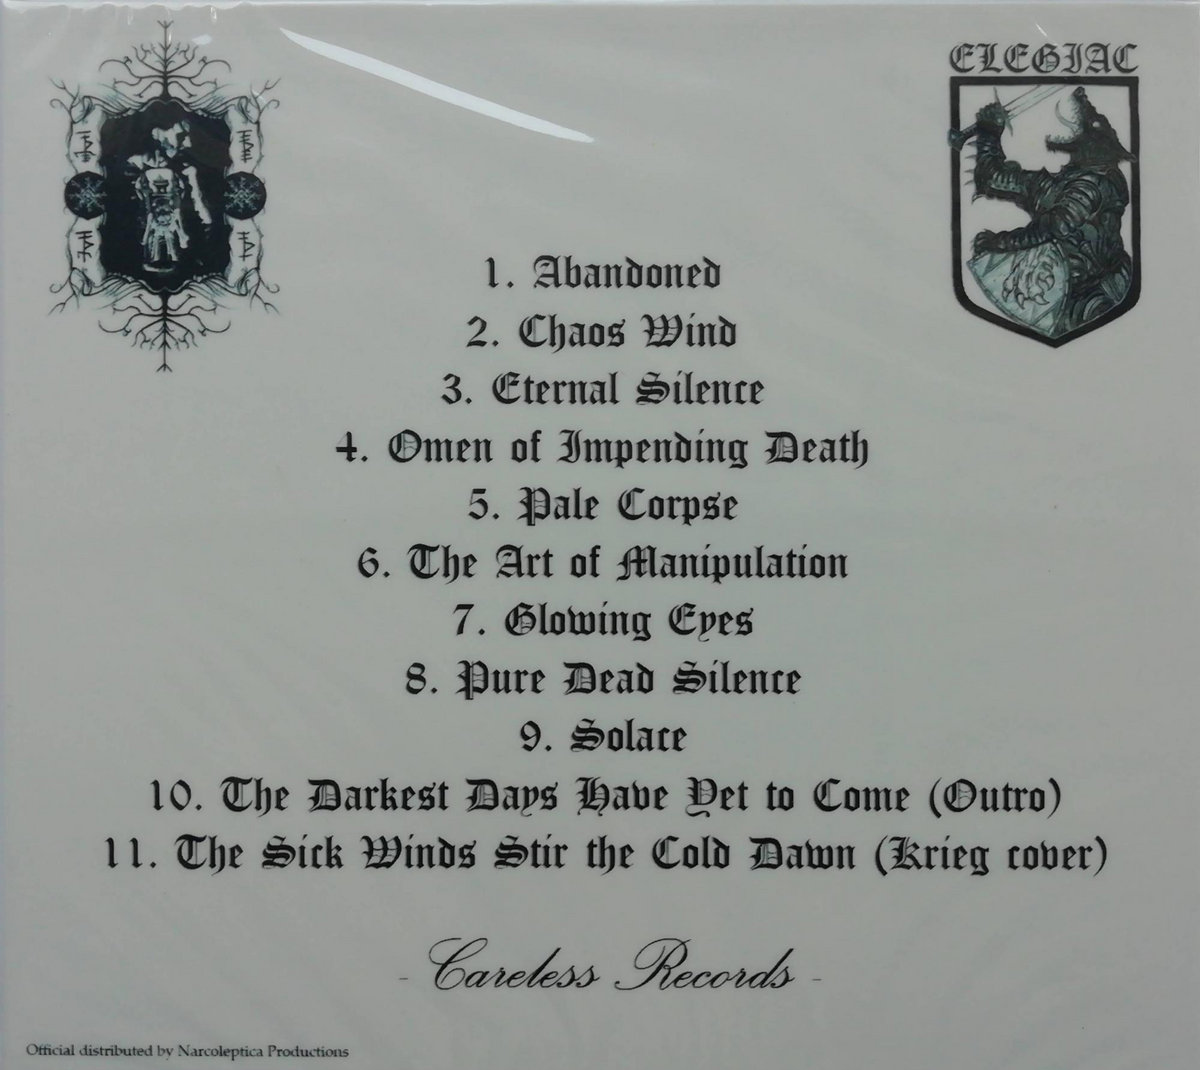 ELEGIAC
1. Abandoned
2. Chaos Wind
3. Eternal Silence
4. Omen of Impending Death
5. Pale Corpse
6. The Art of Manipulation
7. Glowing Eyes
8. Pure Dead Silence
9. Solace
10. The Darkest Days Have Yet to Come (Outro)
11. The Sick Winds Stir the Cold Dawn (Krieg cover)
- Careless Records -
Official distributed by Narcoleptica Productions